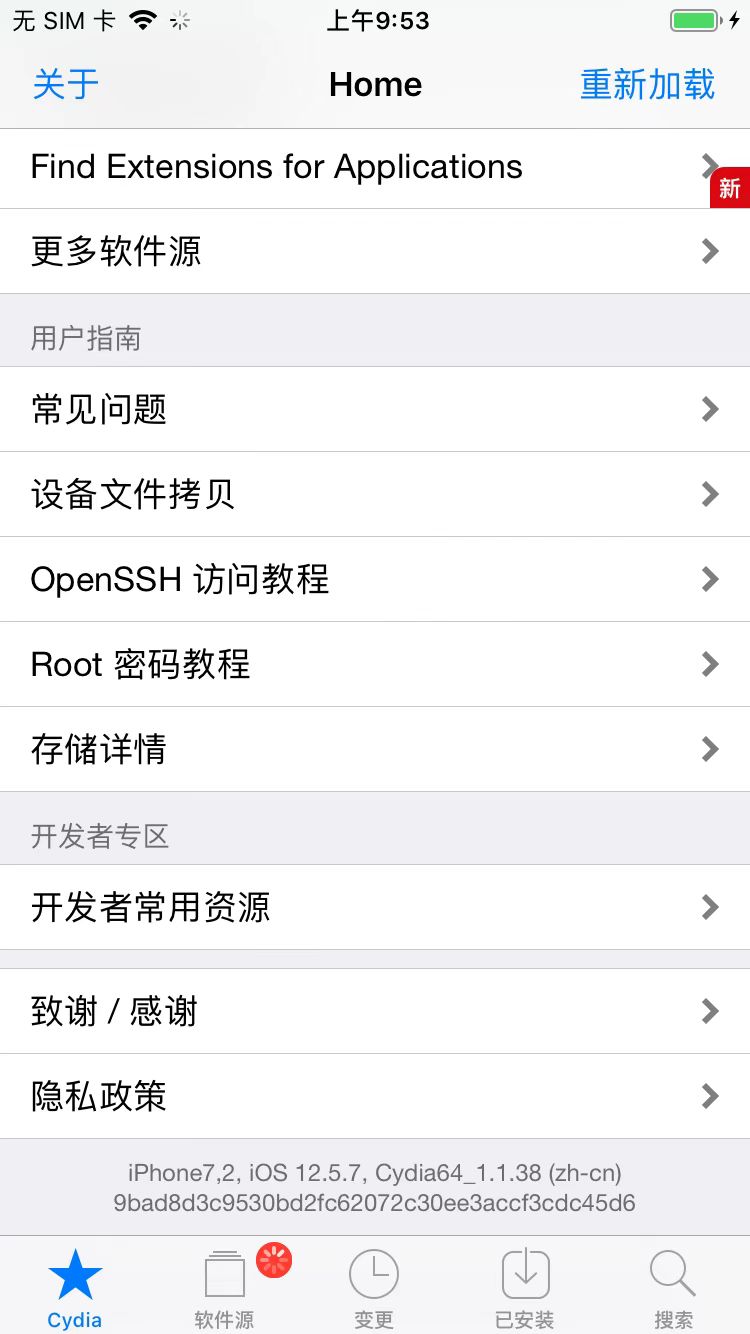 无 SIM 卡 上午9:53
关于 Home 重新加载
Find Extensions for Applications
新
更多软件源
用户指南
常见问题
设备文件拷贝
OpenSSH 访问教程
Root 密码教程
存储详情
开发者专区
开发者常用资源
致谢 / 感谢
隐私政策
iPhone7,2, iOS 12.5.7, Cydia64_1.1.38 (zh-cn)
9bad8d3c9530bd2fc62072c30ee3accf3cdc45d6
Cydia 软件源 变更 已安装 搜索